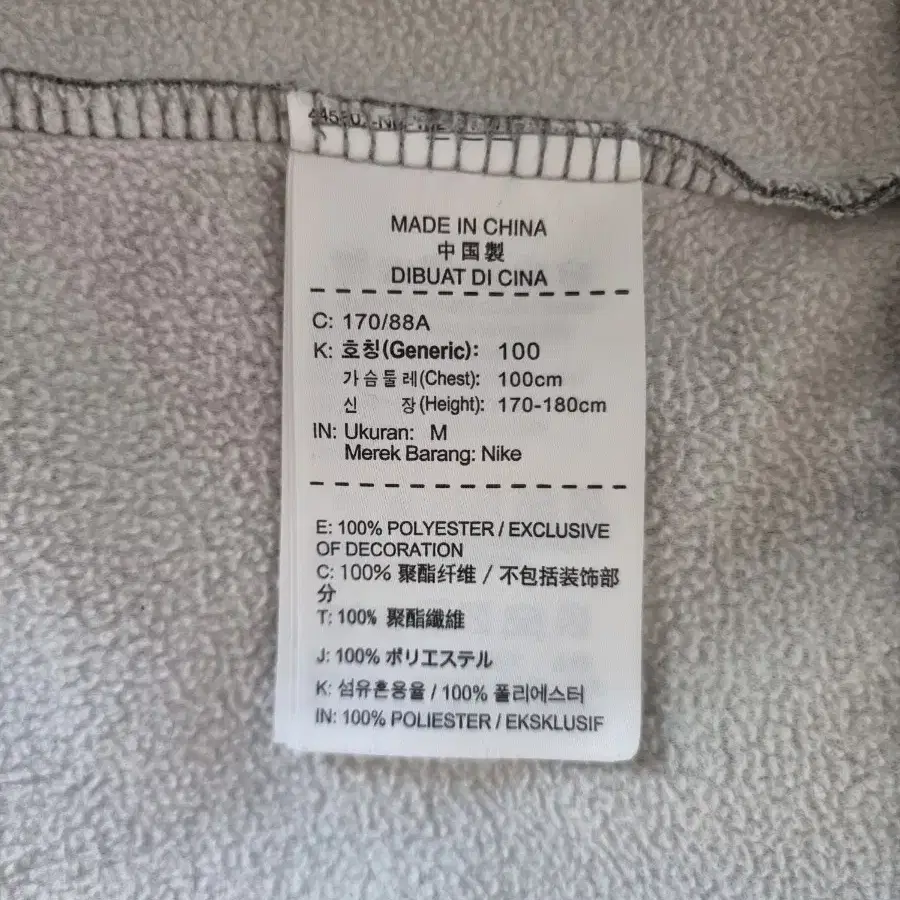 MADE IN CHINA
中国製
DIBUAT DI CINA
C: 170/88A
K: 호칭(Generic): 100
가슴둘레(Chest): 100cm
신 장(Height): 170-180cm
IN: Ukuran: M
Merek Barang: Nike
E: 100% POLYESTER / EXCLUSIVE
OF DECORATION
C: 100% 聚酯纤维 / 不包括装饰部
分
T: 100% 聚酯纖維
J: 100% ポリエステル
K: 섬유혼용율 / 100% 폴리에스터
IN: 100% POLIESTER / EKSKLUSIF